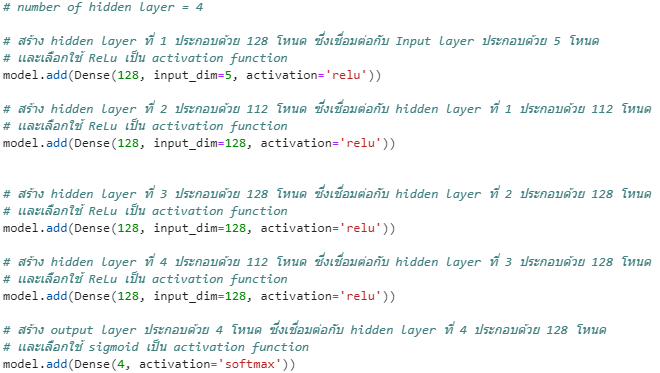 # number of hidden layer = 4
# สร้าง hidden layer ที่ 1 ประกอบด้วย 128 โหนด ซึ่งเชื่อมต่อกับ Input layer ประกอบด้วย 5 โหนด
# และเลือกใช้ ReLu เป็น activation function
model.add(Dense(128, input_dim=5, activation='relu'))
# สร้าง hidden layer ที่ 2 ประกอบด้วย 112 โหนด ซึ่งเชื่อมต่อกับ hidden layer ที่ 1 ประกอบด้วย 112 โหนด
# และเลือกใช้ ReLu เป็น activation function
model.add(Dense(128, input_dim=128, activation='relu'))
# สร้าง hidden layer ที่ 3 ประกอบด้วย 128 โหนด ซึ่งเชื่อมต่อกับ hidden layer ที่ 2 ประกอบด้วย 128 โหนด
# และเลือกใช้ ReLu เป็น activation function
model.add(Dense(128, input_dim=128, activation='relu'))
# สร้าง hidden layer ที่ 4 ประกอบด้วย 112 โหนด ซึ่งเชื่อมต่อกับ hidden layer ที่ 3 ประกอบด้วย 128 โหนด
# และเลือกใช้ ReLu เป็น activation function
model.add(Dense(128, input_dim=128, activation='relu'))
# สร้าง output layer ประกอบด้วย 4 โหนด ซึ่งเชื่อมต่อกับ hidden layer ที่ 4 ประกอบด้วย 128 โหนด
# และเลือกใช้ sigmoid เป็น activation function
model.add(Dense(4, activation='softmax'))